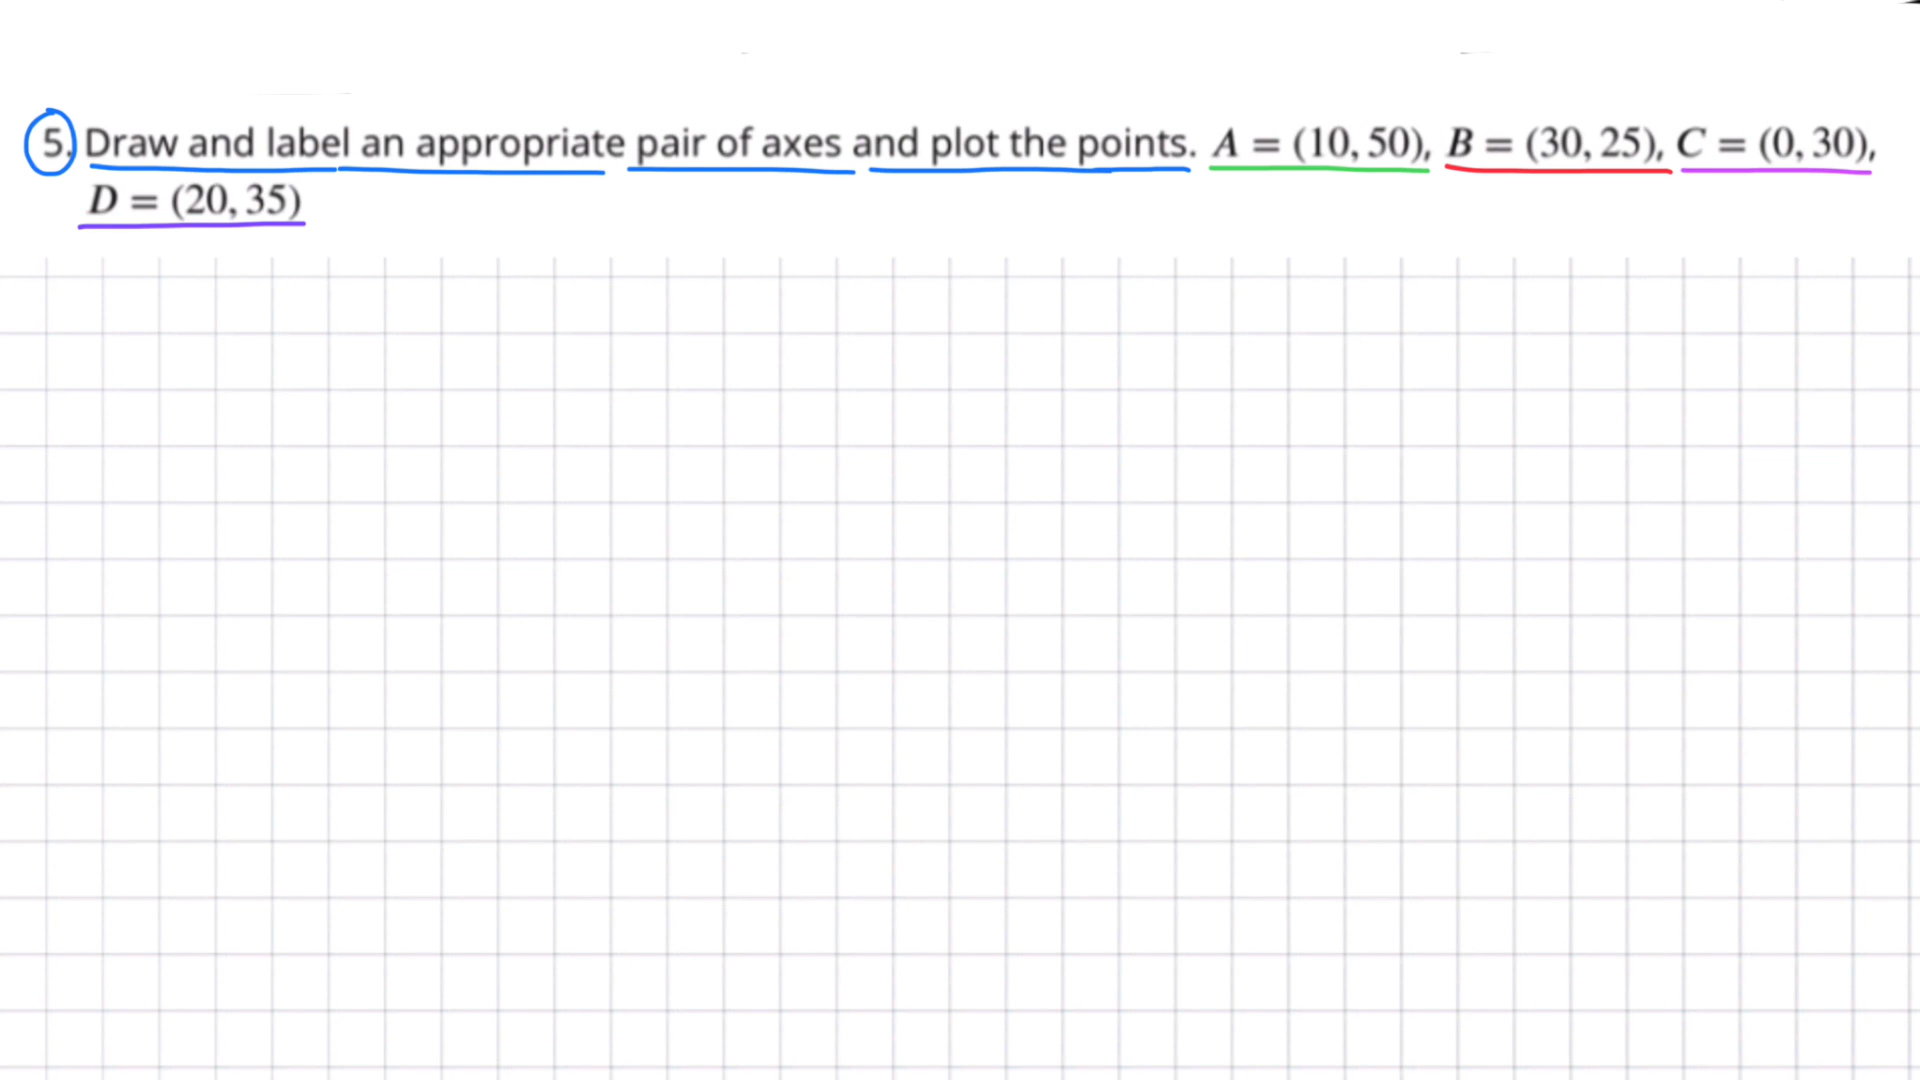 5. Draw and label an appropriate pair of axes and plot the points. A = (10, 50), B = (30, 25), C = (0, 30),
D = (20, 35)